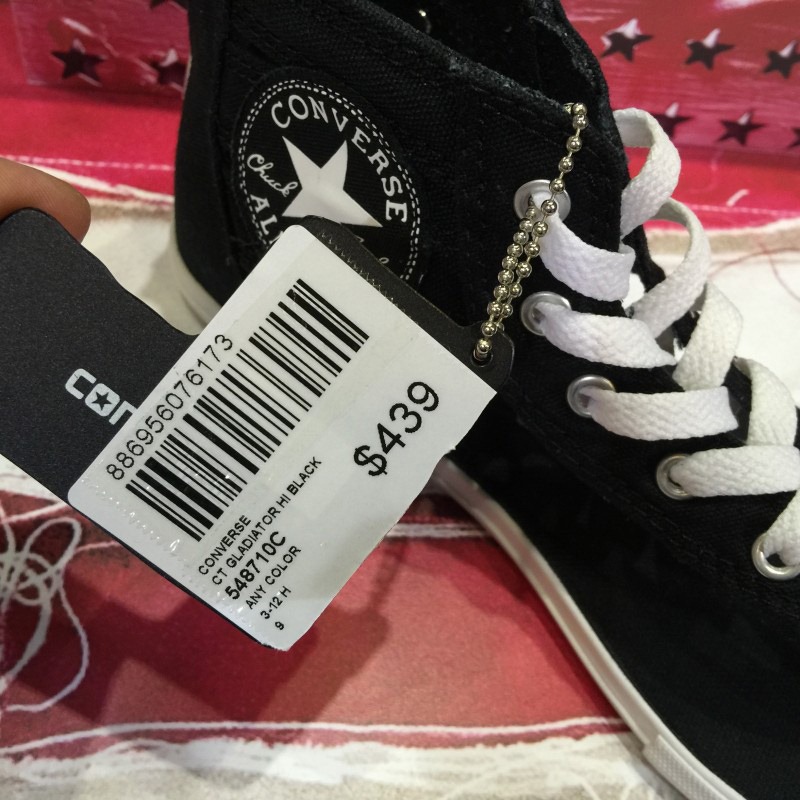 CONVERSE
Chuck
ALL
CON
886956076173
$439
CONVERSE
CT GLADIATOR HI BLACK
548710C
ANY COLOR
3-12 H
9